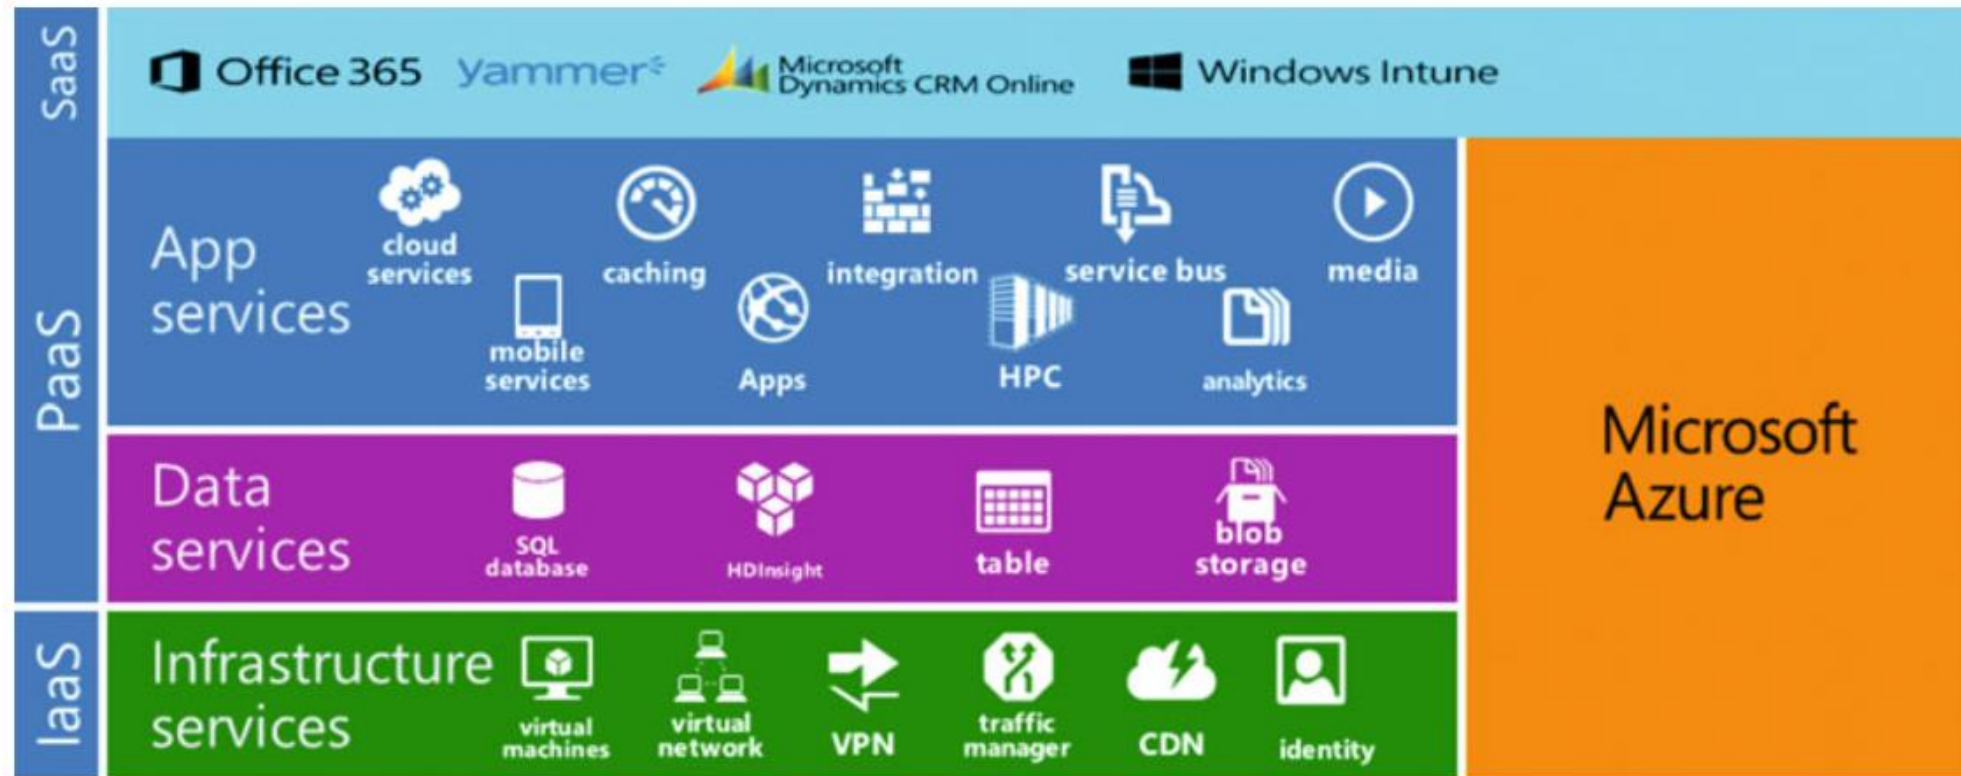 SaaS
Office 365
yammer
Microsoft
Dynamics CRM Online
Windows Intune
PaaS
App
services
cloud
services
caching
integration
service bus
media
mobile
services
Apps
HPC
analytics
Data
services
SQL
database
HDInsight
table
blob
storage
IaaS
Infrastructure
services
virtual
machines
virtual
network
VPN
traffic
manager
CDN
identity
Microsoft
Azure